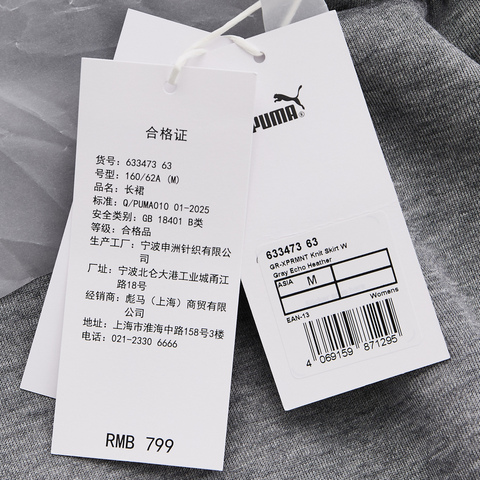 合格证
货号: 633473 63
号型: 160/62A (M)
品名: 长裙
标准: Q/PUMA010 01-2025
安全类别: GB 18401 B类
等级: 合格品
生产工厂: 宁波申洲针织有限公
司
厂址: 宁波北仑大港工业城甬江
路18号
经销商: 彪马（上海）商贸有限
公司
地址: 上海市淮海中路158号3楼
电话: 021-2330 6666
RMB 799
PUMA®
633473 63
GR-XPRMNT Knit Skirt W
Gray Echo Heather
ASIA M
Womens
EAN-13
4 069159 871295